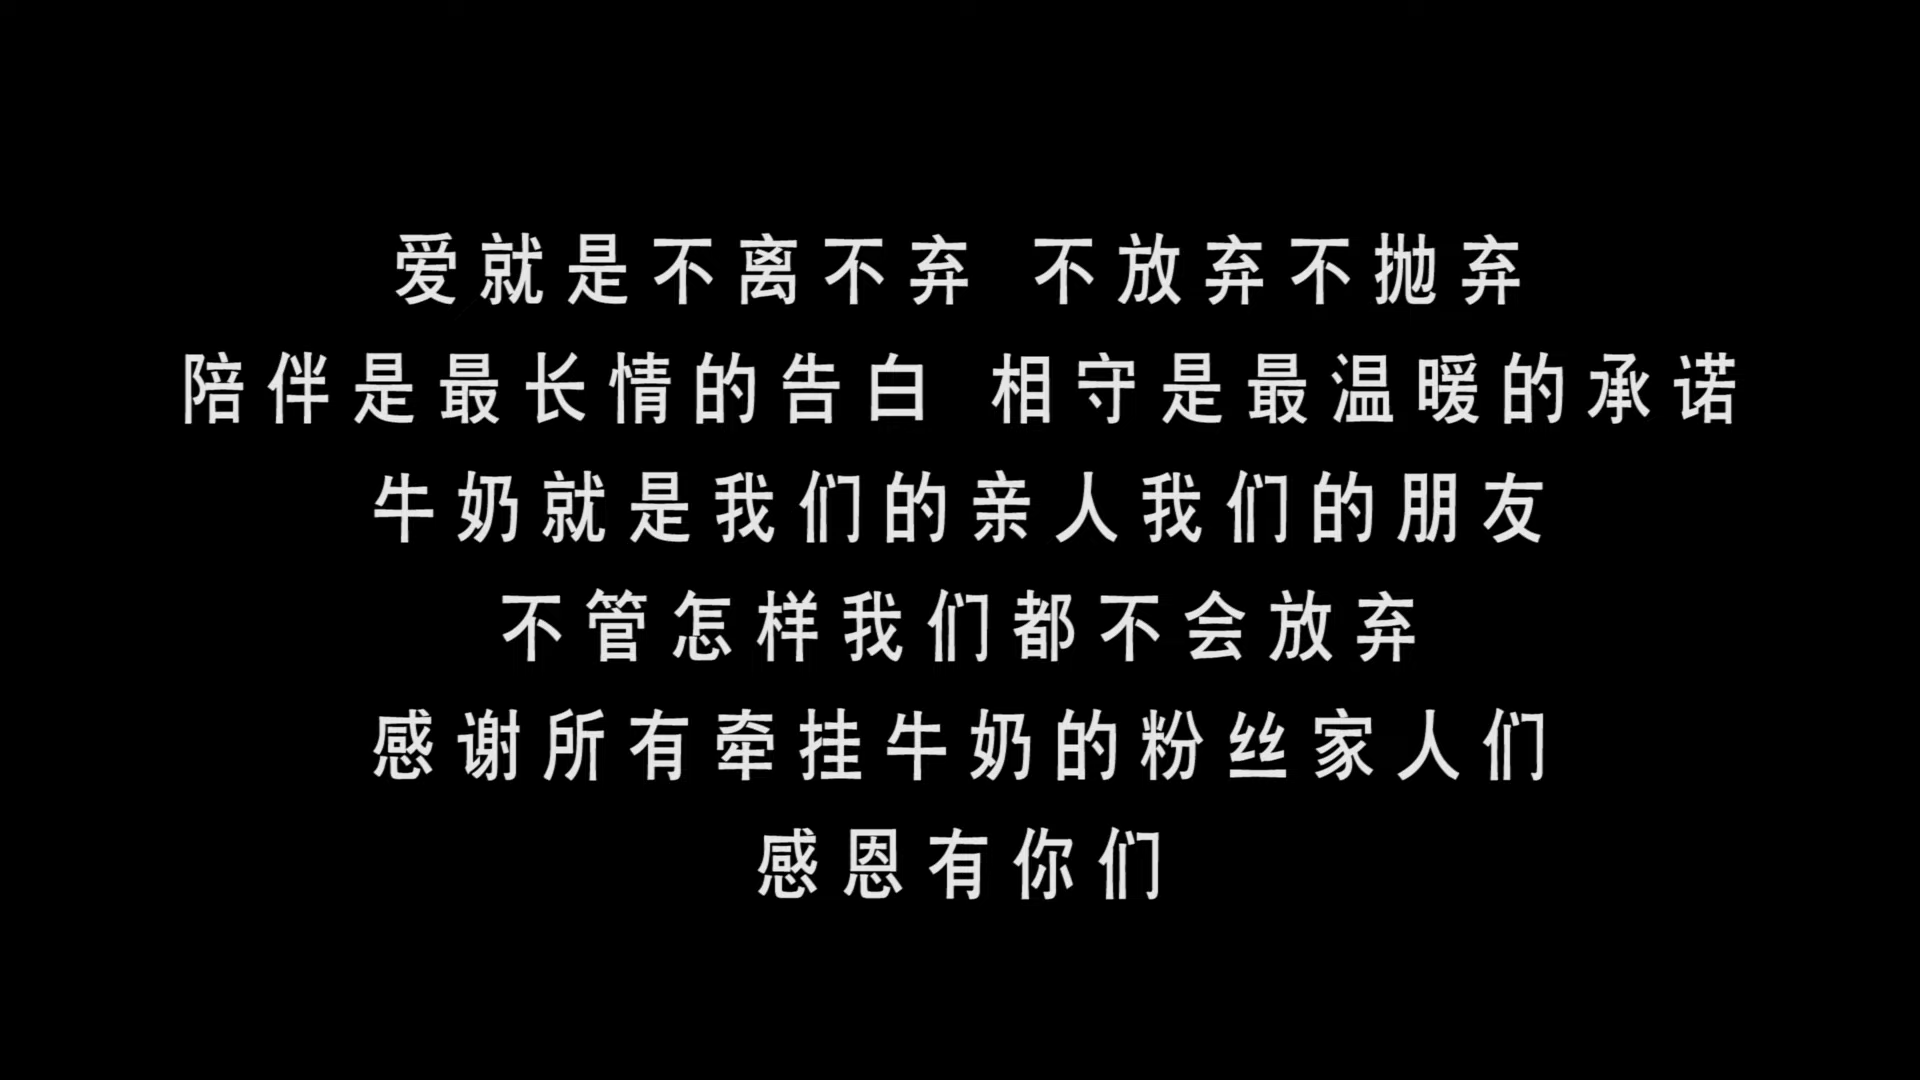 爱就是不离不弃 不放弃不抛弃
陪伴是最长情的告白 相守是最温暖的承诺
牛奶就是我们的亲人我们的朋友
不管怎样我们都不会放弃
感谢所有牵挂牛奶的粉丝家人们
感恩有你们